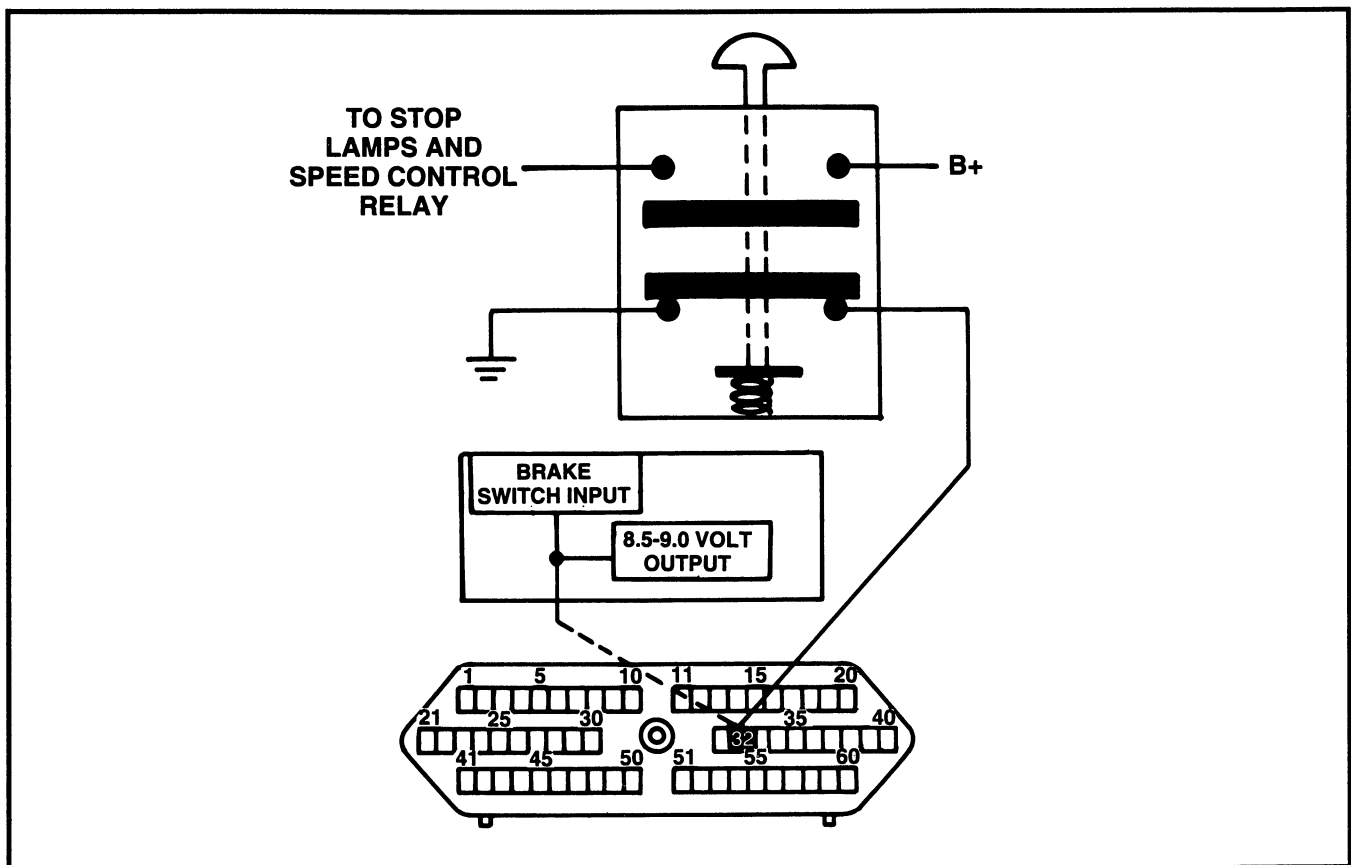 TO STOP
LAMPS AND
SPEED CONTROL
RELAY
B+
BRAKE
SWITCH INPUT
8.5-9.0 VOLT
OUTPUT
1 5 10 11 15 20
21 25 30 32 35 40
41 45 50 51 55 60